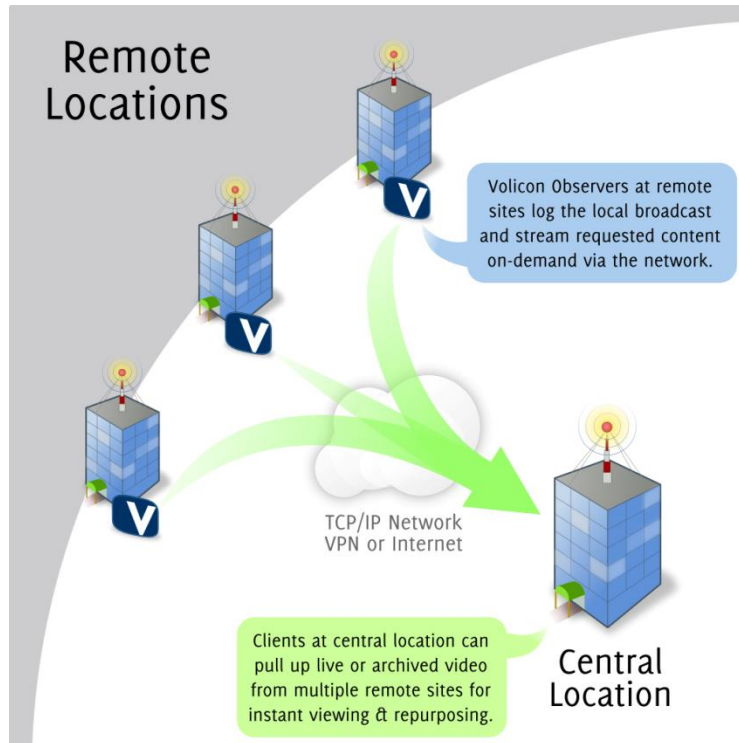 Remote
Locations
Volicon Observers at remote
sites log the local broadcast
and stream requested content
on-demand via the network.
V
V
V
TCP/IP Network
VPN or Internet
Clients at central location can
pull up live or archived video
from multiple remote sites for
instant viewing & repurposing.
Central
Location